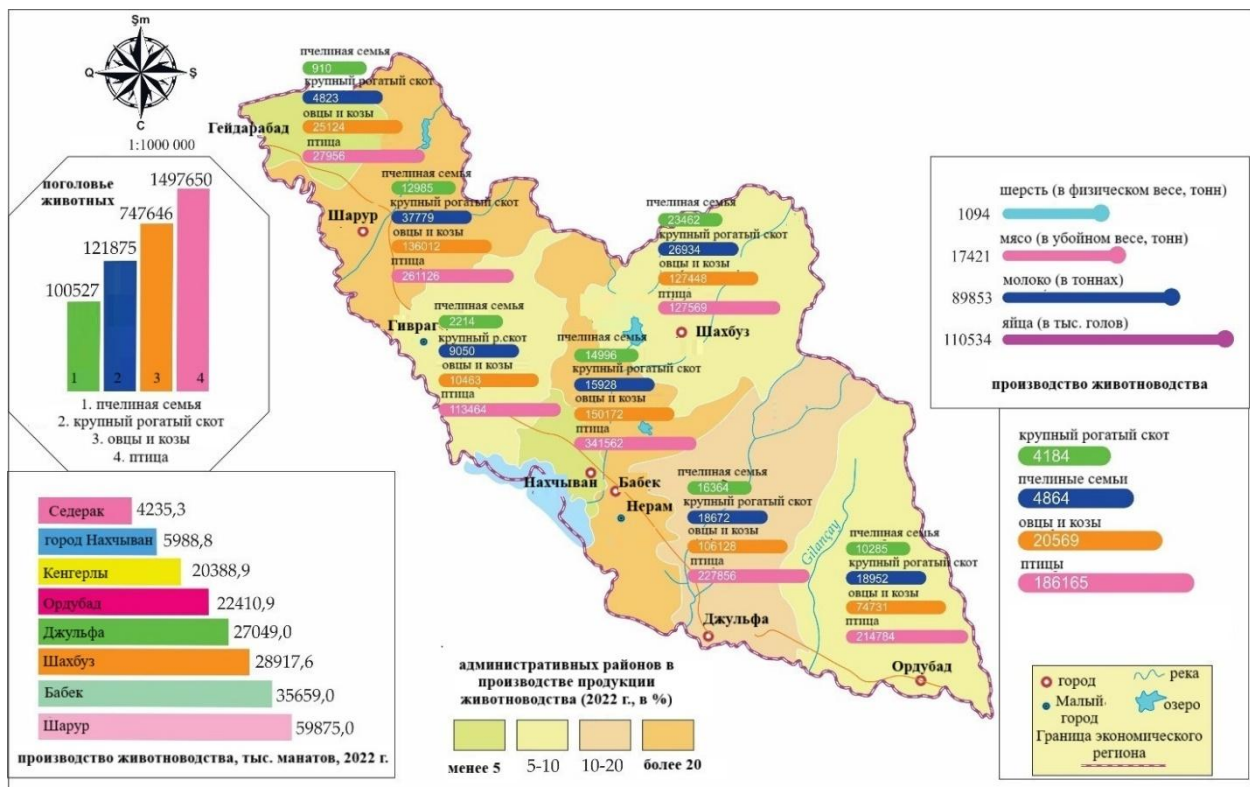 Şm
Q
Ş
C
1:1000 000
поголовье
животных
100527
121875
747646
1497650
1
2
3
4
1. пчелиная семья
2. крупный рогатый скот
3. овцы и козы
4. птица
Седерак
4235,3
город Нахчыван
5988,8
Кенгерлы
20388,9
Ордубад
22410,9
Джульфа
27049,0
Шахбуз
28917,6
Бабек
35659,0
Шарур
59875,0
производство животноводства, тыс. манатов, 2022 г.
пчелиная семья
910
крупный рогатый скот
4823
овцы и козы
25124
птица
27956
Гейдарабад
пчелиная семья
12985
крупный рогатый скот
37779
овцы и козы
136012
птица
261126
Шарур
пчелиная семья
23462
крупный рогатый скот
26934
овцы и козы
127448
птица
127569
Шахбуз
пчелиная семья
2214
крупный р.скот
9050
овцы и козы
10463
птица
113464
Гивраг
пчелиная семья
14996
крупный рогатый скот
15928
овцы и козы
150172
птица
341562
Нахчыван
Бабек
Нерам
пчелиная семья
16364
крупный рогатый скот
18672
овцы и козы
106128
птица
227856
Джульфа
Gilançay
пчелиная семья
10285
крупный рогатый скот
18952
овцы и козы
74731
птица
214784
Ордубад
административных районов в
производстве продукции
животноводства (2022 г., в %)
менее 5
5-10
10-20
более 20
шерсть (в физическом весе, тонн)
1094
мясо (в убойном весе, тонн)
17421
молоко (в тоннах)
89853
яйца (в тыс. голов)
110534
производство животноводства
крупный рогатый скот
4184
пчелиные семьи
4864
овцы и козы
20569
птицы
186165
город
река
Малый
город
озеро
Граница экономического
региона